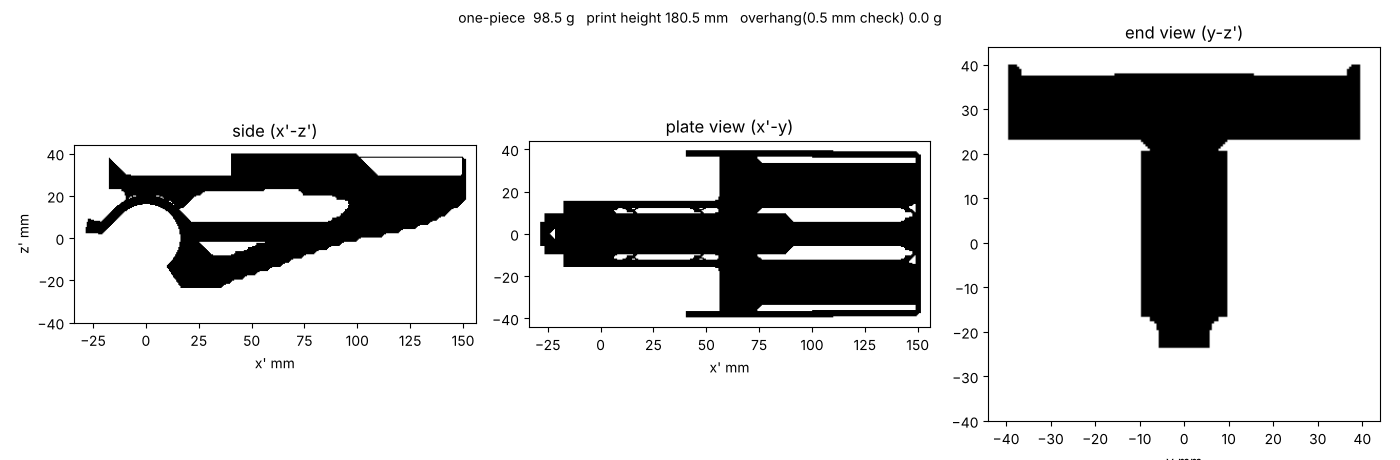 one-piece  98.5 g   print height 180.5 mm   overhang(0.5 mm check) 0.0 g
side (x'-z')
40
20
0
−20
−40
z' mm
−25 0 25 50 75 100 125 150
x' mm
plate view (x'-y)
40
20
0
−20
−40
−25 0 25 50 75 100 125 150
x' mm
end view (y-z')
40
30
20
10
0
−10
−20
−30
−40
−40 −30 −20 −10 0 10 20 30 40